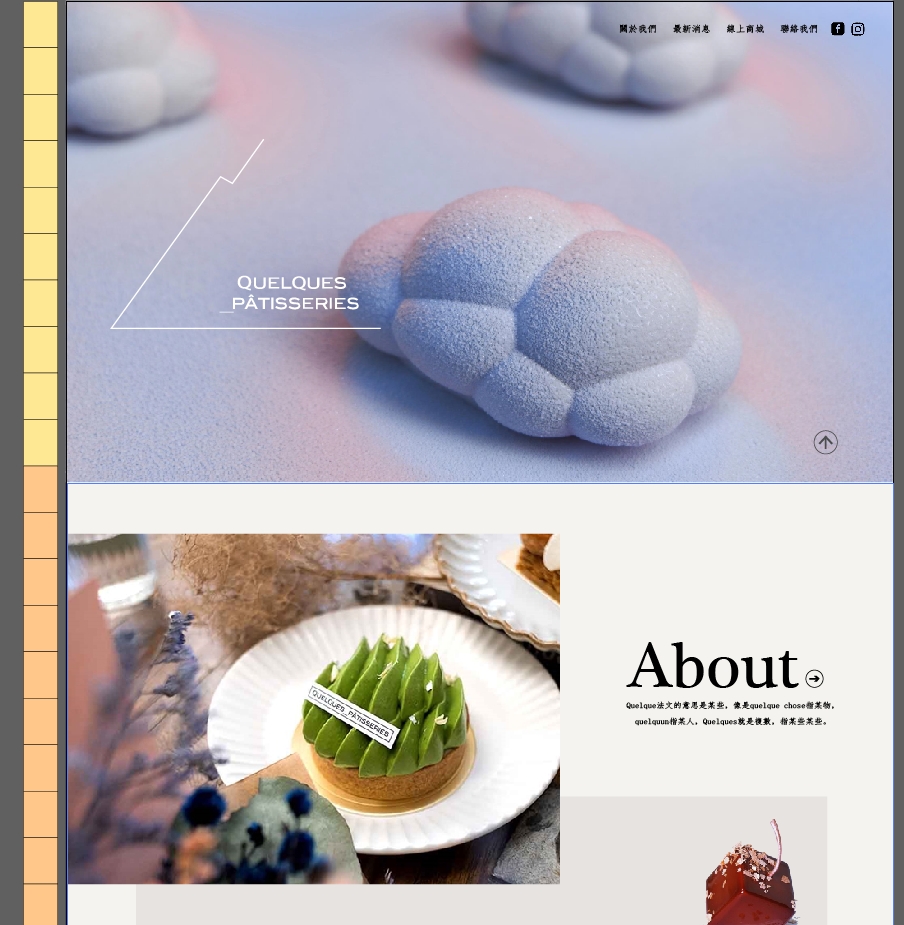 關於我們 最新消息 線上商城 聯絡我們
QUELQUES
_PÂTISSERIES
QUELQUES_PÂTISSERIES
About
Quelque法文的意思是某些, 像是quelque chose指某物,
quelquun指某人, Quelques就是複數, 指某些某些。